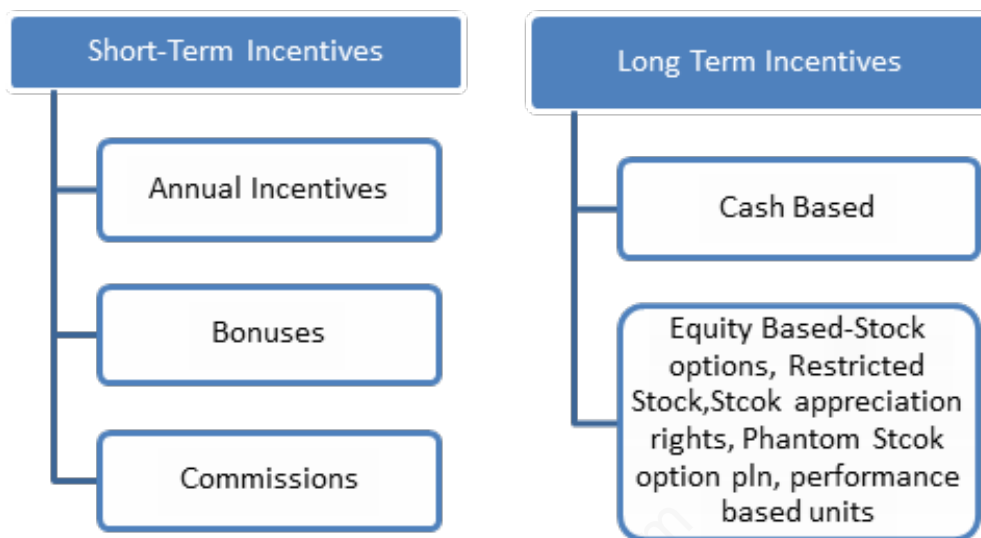 Short-Term Incentives
Annual Incentives
Bonuses
Commissions
Long Term Incentives
Cash Based
Equity Based-Stock
options, Restricted
Stock,Stcok appreciation
rights, Phantom Stcok
option pln, performance
based units